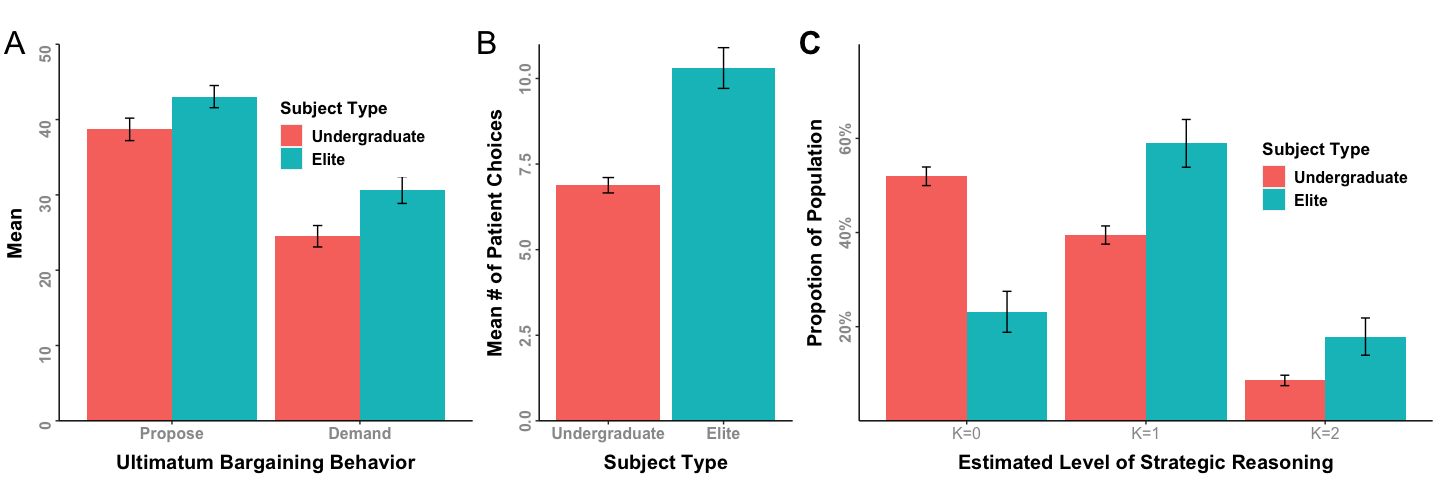 A
Mean
0
10
20
30
40
50
Subject Type
Undergraduate
Elite
Propose
Demand
Ultimatum Bargaining Behavior
B
Mean # of Patient Choices
0.0
2.5
5.0
7.5
10.0
Undergraduate
Elite
Subject Type
C
Propotion of Population
20%
40%
60%
Subject Type
Undergraduate
Elite
K=0
K=1
K=2
Estimated Level of Strategic Reasoning